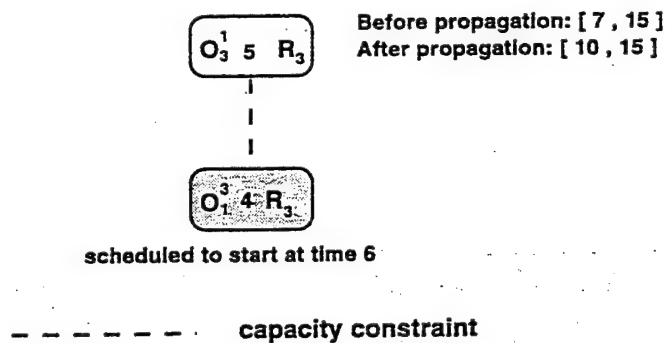 Before propagation: [ 7 , 15 ]
After propagation: [ 10 , 15 ]
O₃¹ 5 R₃
O₁³ 4 R₃
scheduled to start at time 6
capacity constraint